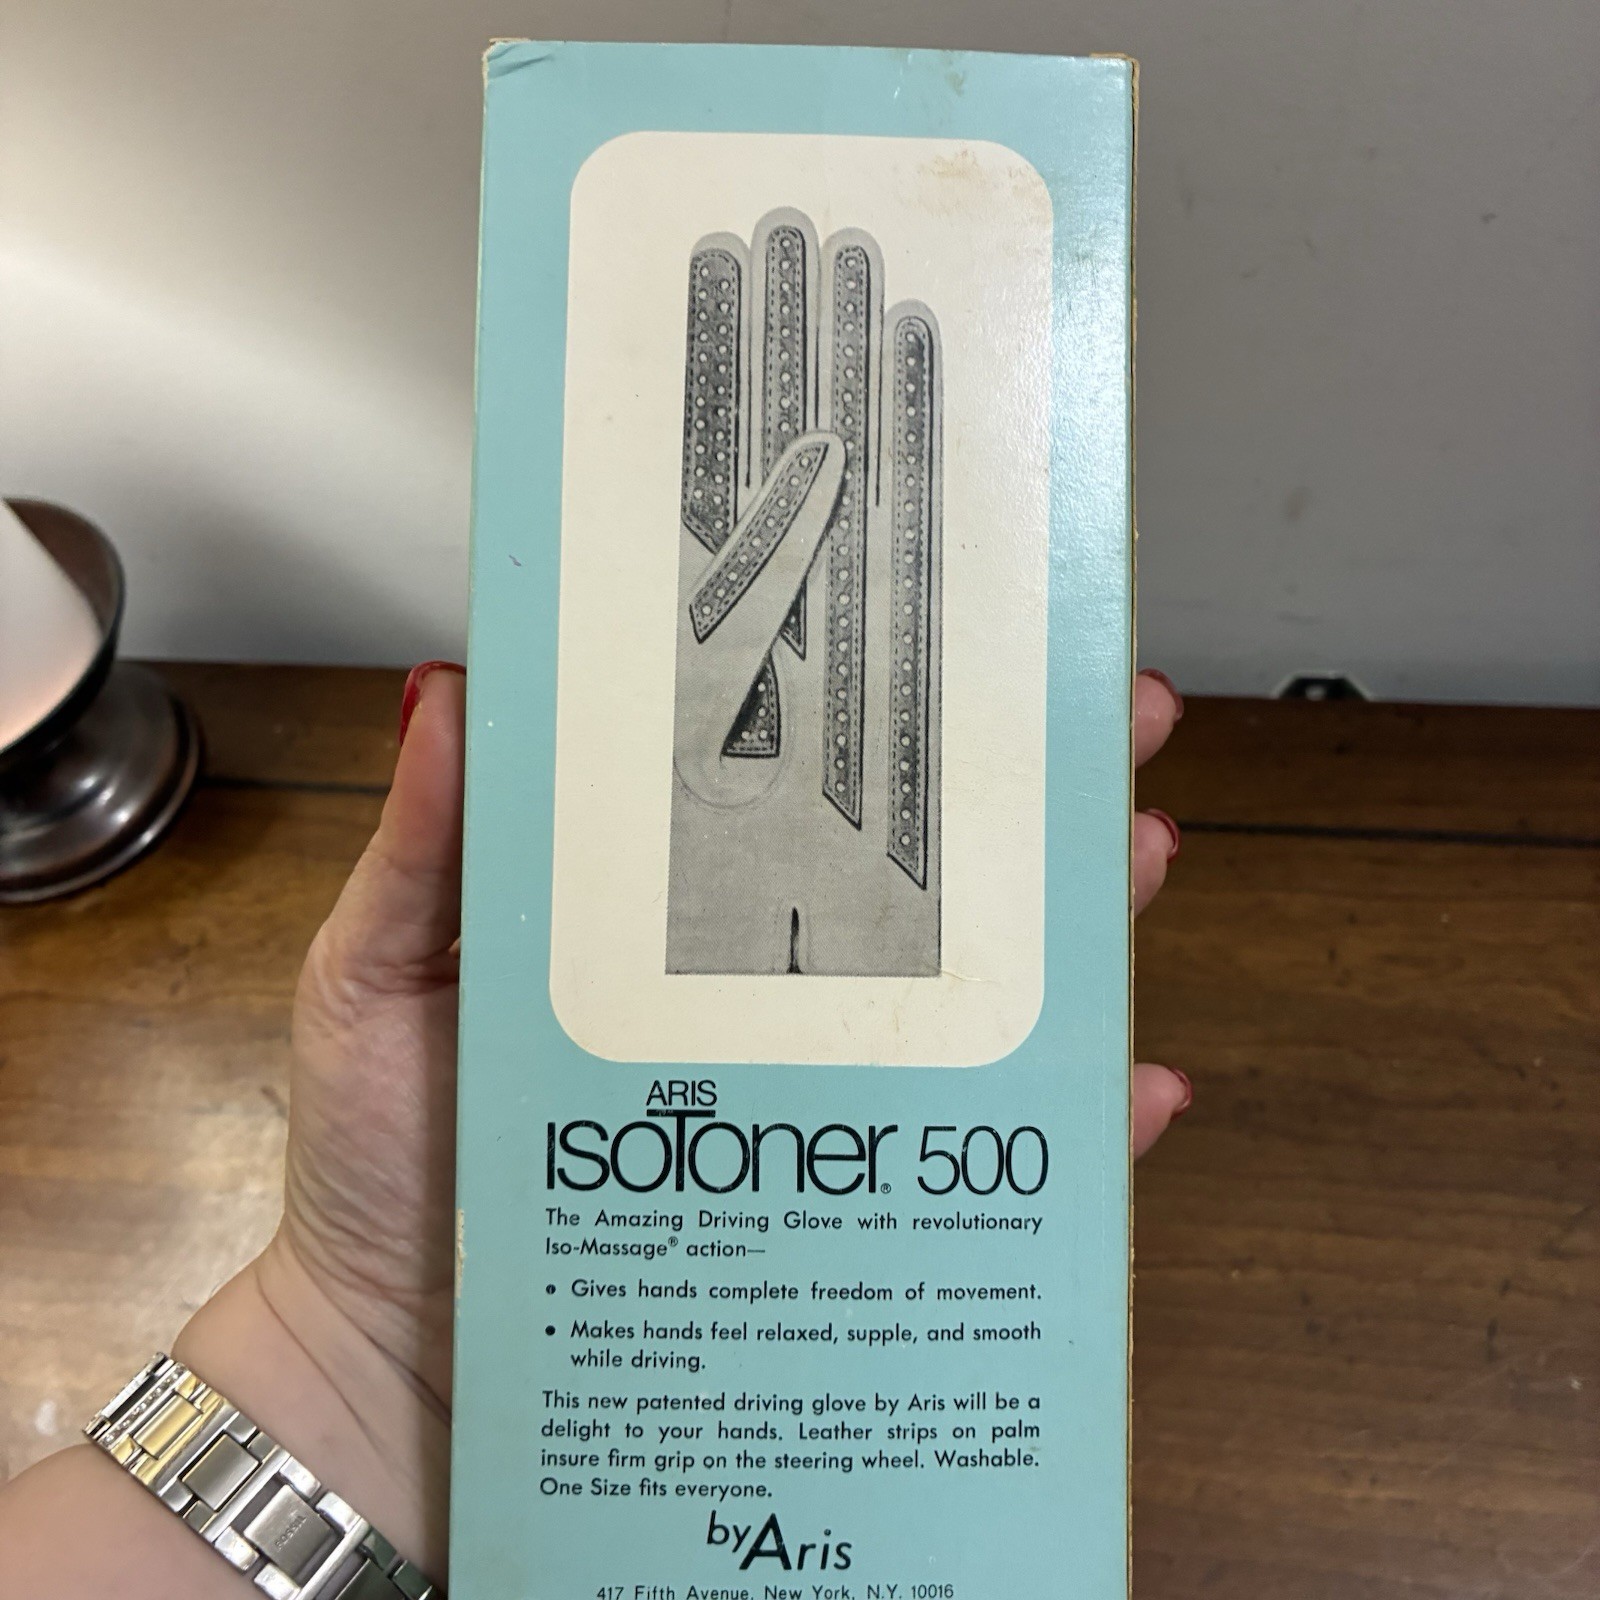 ARIS
ISOTONER® 500
The Amazing Driving Glove with revolutionary
Iso-Massage® action—
• Gives hands complete freedom of movement.
• Makes hands feel relaxed, supple, and smooth
while driving.
This new patented driving glove by Aris will be a
delight to your hands. Leather strips on palm
insure firm grip on the steering wheel. Washable.
One Size fits everyone.
by Aris
417 Fifth Avenue, New York, N.Y. 10016
FOSSIL